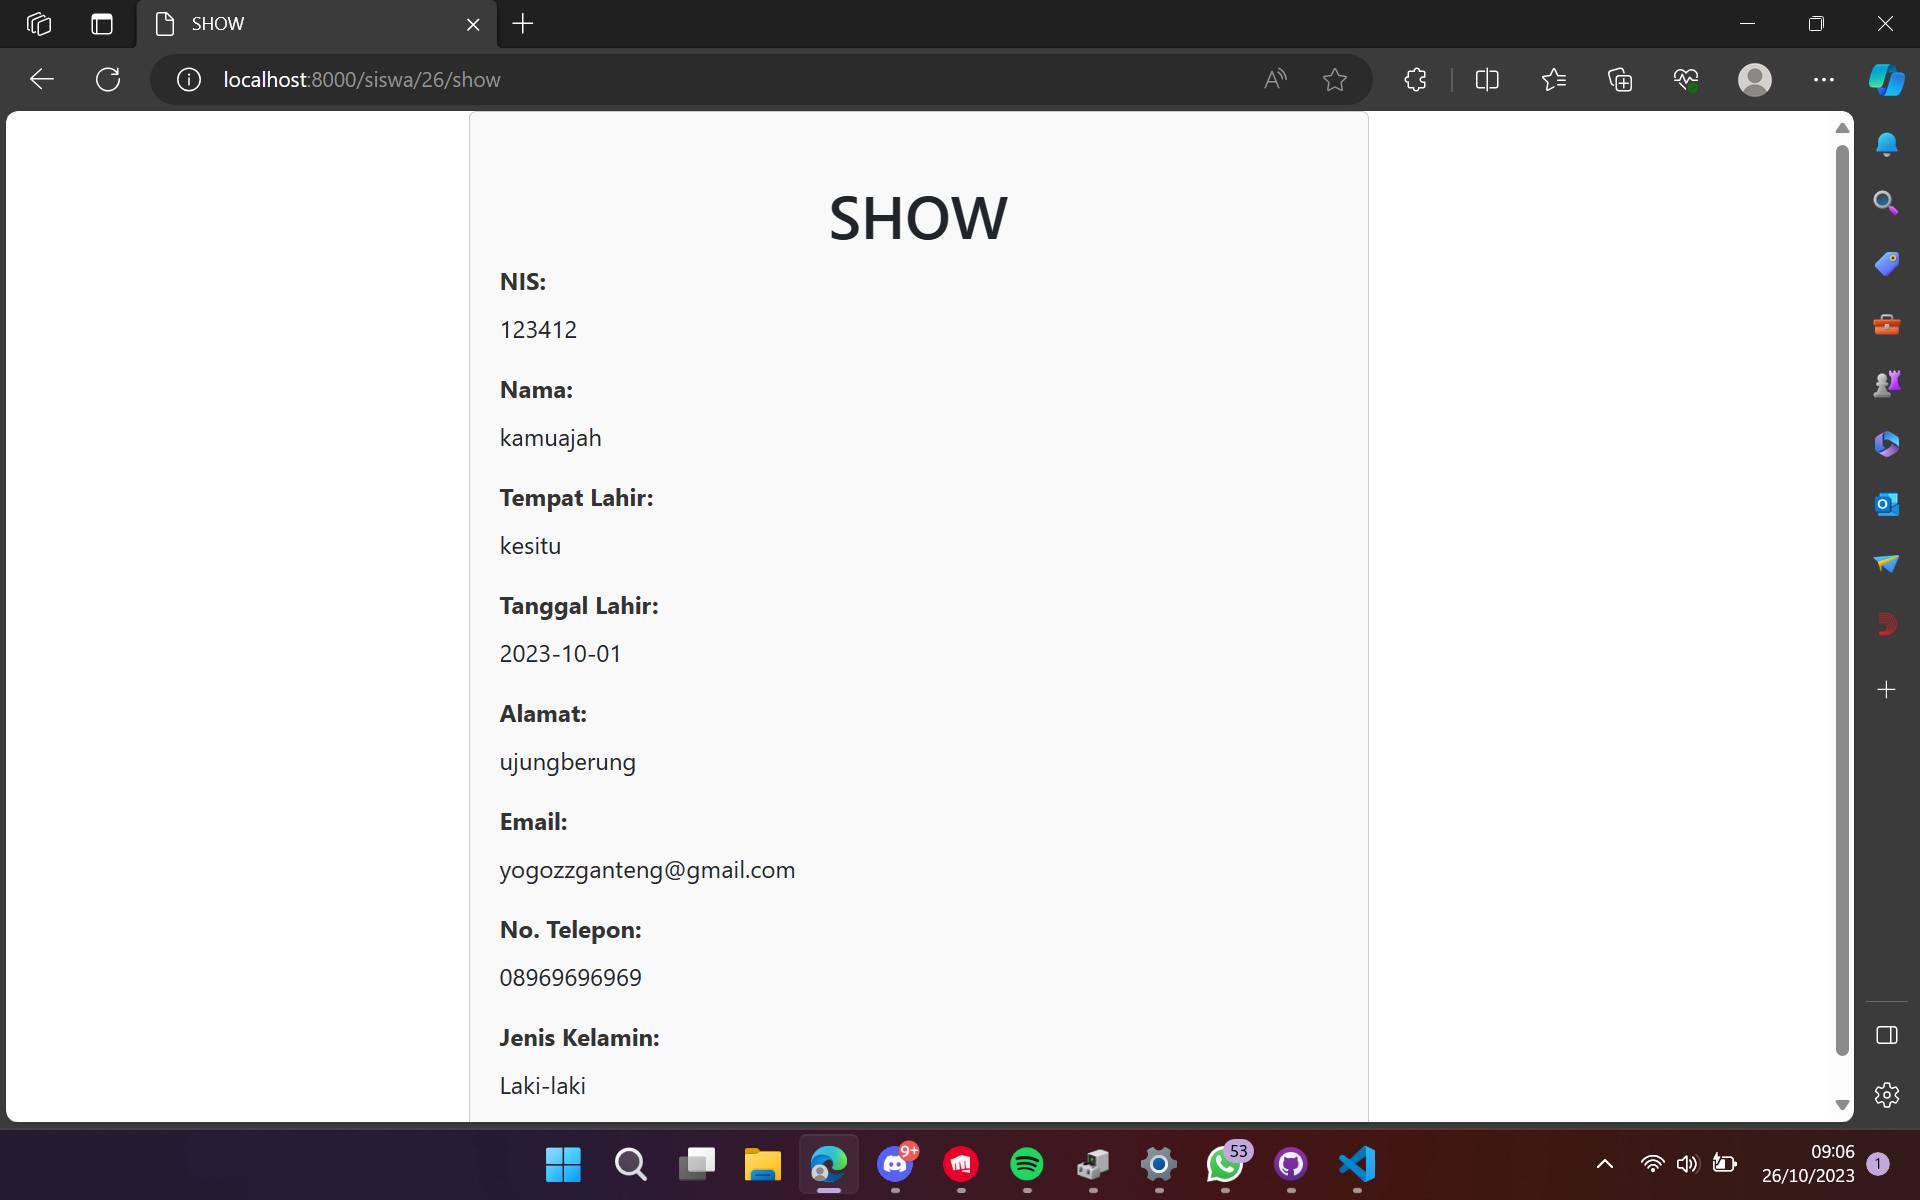 SHOW
localhost:8000/siswa/26/show
SHOW
NIS:
123412
Nama:
kamuajah
Tempat Lahir:
kesitu
Tanggal Lahir:
2023-10-01
Alamat:
ujungberung
Email:
yogozzganteng@gmail.com
No. Telepon:
08969696969
Jenis Kelamin:
Laki-laki
9+
53
09:06
26/10/2023
1